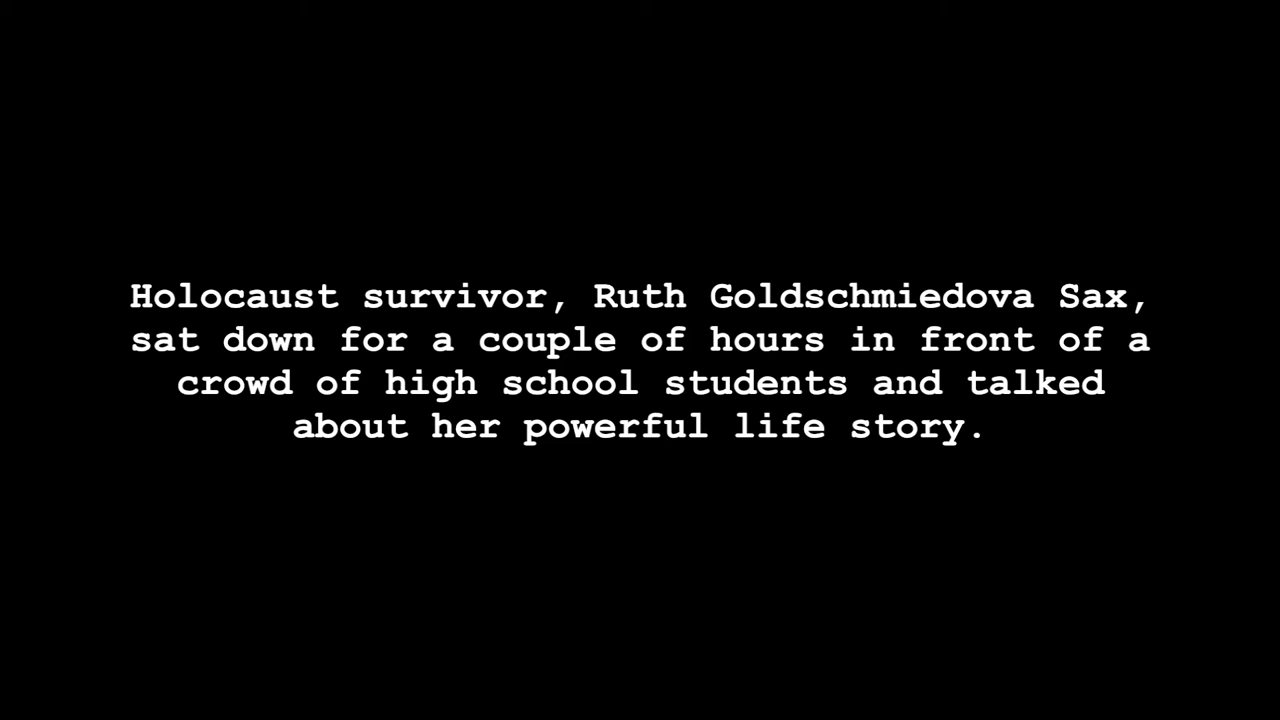 Holocaust survivor, Ruth Goldschmiedova Sax,
sat down for a couple of hours in front of a
crowd of high school students and talked
about her powerful life story.